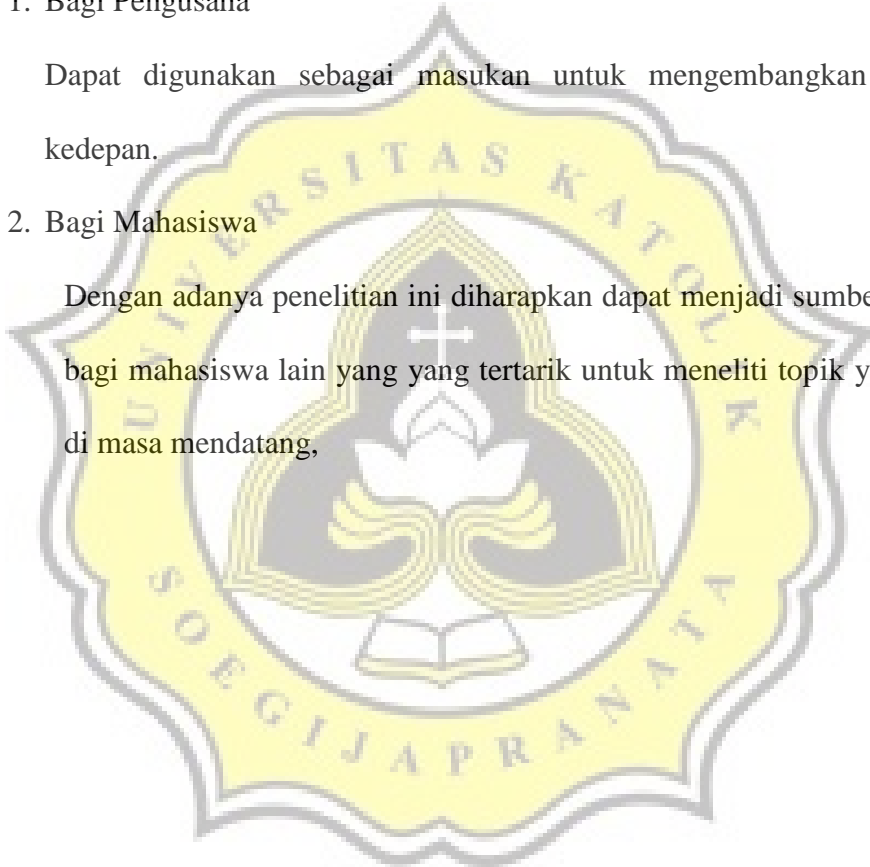 1. Bagi Pengusaha
Dapat digunakan sebagai masukan untuk mengembangkan
kedepan.
2. Bagi Mahasiswa
Dengan adanya penelitian ini diharapkan dapat menjadi
bagi mahasiswa lain yang yang tertarik untuk meneliti topik
di masa mendatang,
UNIVERSITAS KATOLIK
SOEGIJAPRANATA